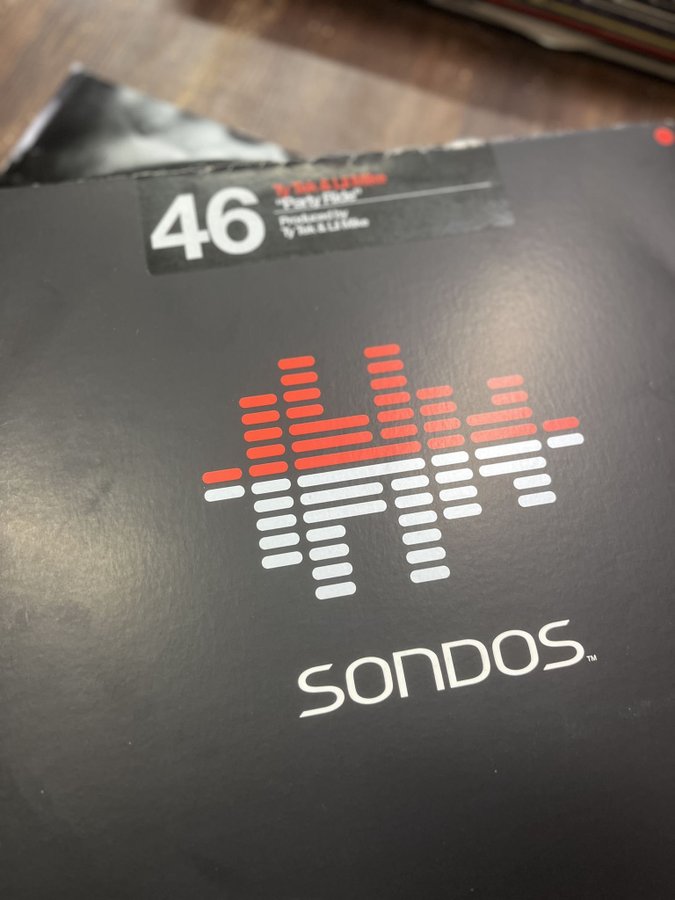 46
Ty Tek & Lil Mike
"Party Ride"
Produced by
Ty Tek & Lil Mike
SONDOS™